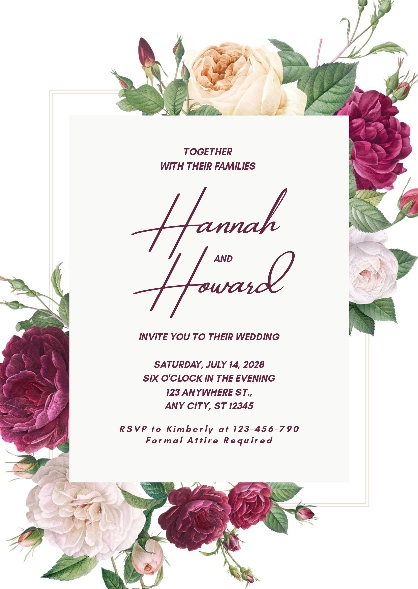 TOGETHER
WITH THEIR FAMILIES
Hannah
AND
Howard
INVITE YOU TO THEIR WEDDING
SATURDAY, JULY 14, 2028
SIX O'CLOCK IN THE EVENING
123 ANYWHERE ST.,
ANY CITY, ST 12345
RSVP to Kimberly at 123-456-790
Formal Attire Required